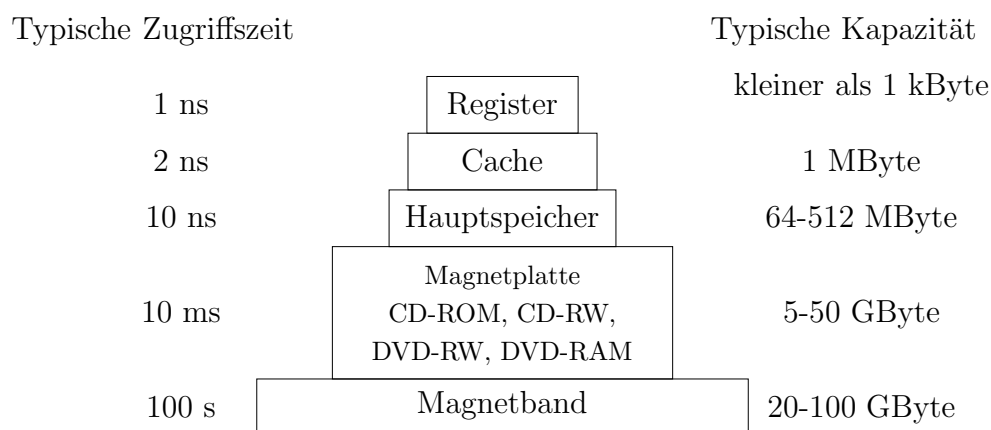 Typische Zugriffszeit Typische Kapazität
1 ns Register kleiner als 1 kByte
2 ns Cache 1 MByte
10 ns Hauptspeicher 64-512 MByte
Magnetplatte
10 ms CD-ROM, CD-RW, 5-50 GByte
DVD-RW, DVD-RAM
100 s Magnetband 20-100 GByte